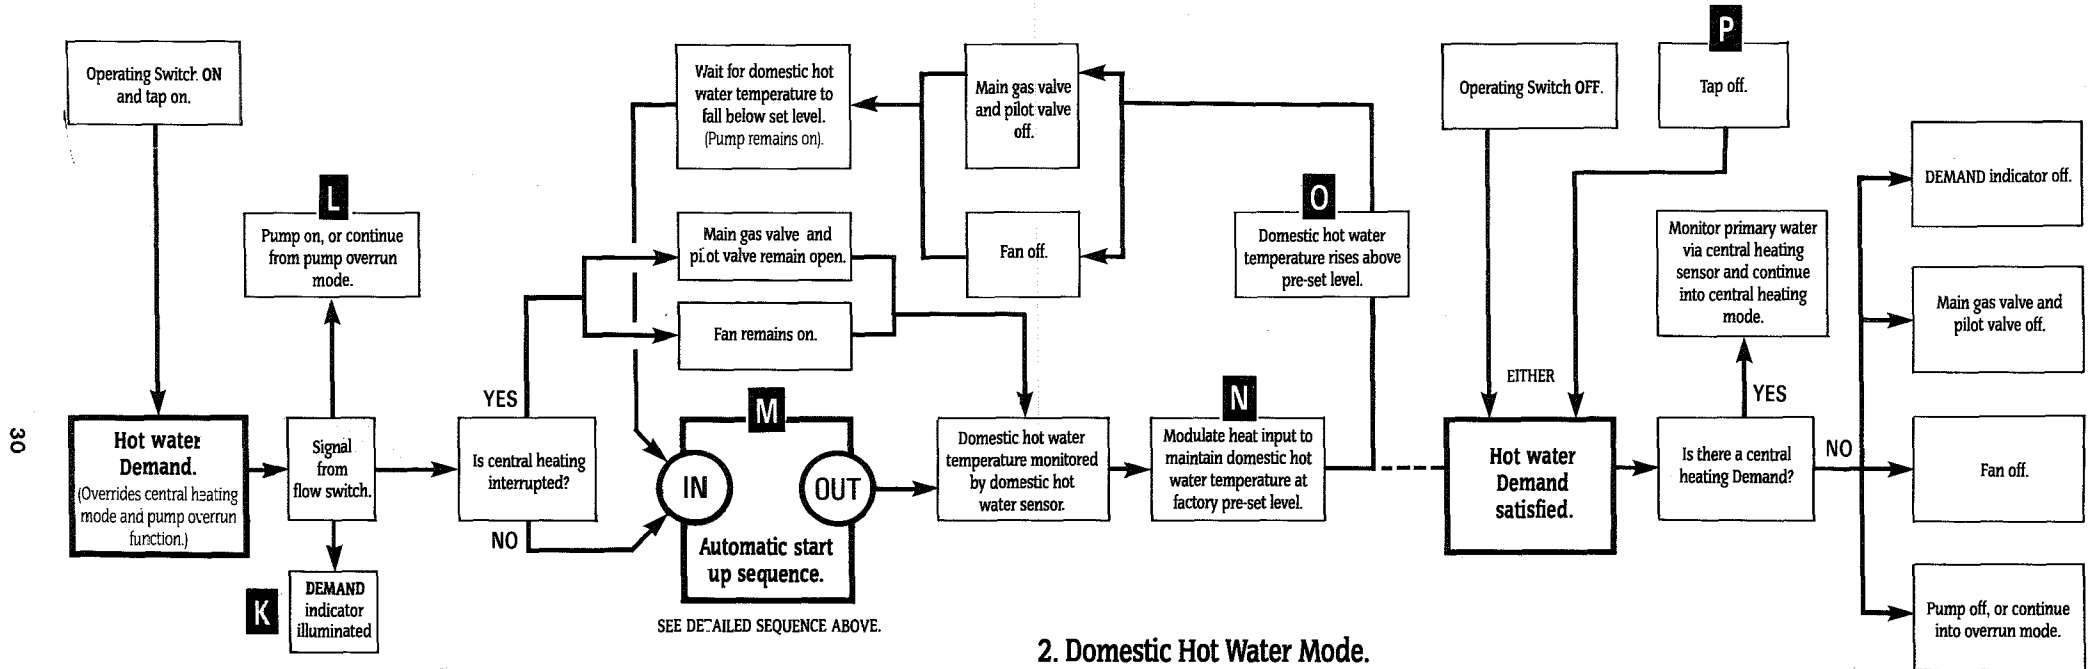 Operating Switch ON
and tap on.
Hot water
Demand.
(Overrides central heating
mode and pump overrun
function.)
L
Pump on, or continue
from pump overrun
mode.
Signal
from
flow switch.
K
DEMAND
indicator
illuminated
Is central heating
interrupted?
YES
NO
Wait for domestic hot
water temperature to
fall below set level.
(Pump remains on).
Main gas valve and
pilot valve remain open.
Fan remains on.
M
IN
OUT
Automatic start
up sequence.
SEE DETAILED SEQUENCE ABOVE.
Main gas valve
and pilot valve
off.
Fan off.
Domestic hot water
temperature monitored
by domestic hot
water sensor.
N
Modulate heat input to
maintain domestic hot
water temperature at
factory pre-set level.
O
Domestic hot water
temperature rises above
pre-set level.
Operating Switch OFF.
P
Tap off.
EITHER
Hot water
Demand
satisfied.
Monitor primary water
via central heating
sensor and continue
into central heating
mode.
YES
Is there a central
heating Demand?
NO
DEMAND indicator off.
Main gas valve and
pilot valve off.
Fan off.
Pump off, or continue
into overrun mode.
2. Domestic Hot Water Mode.
30